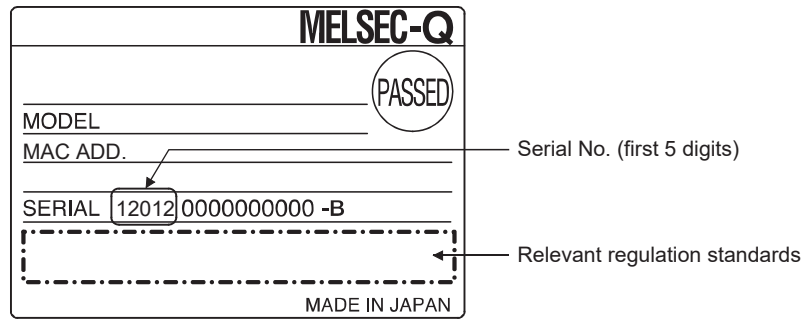 MELSEC-Q
PASSED
MODEL
MAC ADD.
Serial No. (first 5 digits)
SERIAL 12012 0000000000 -B
Relevant regulation standards
MADE IN JAPAN